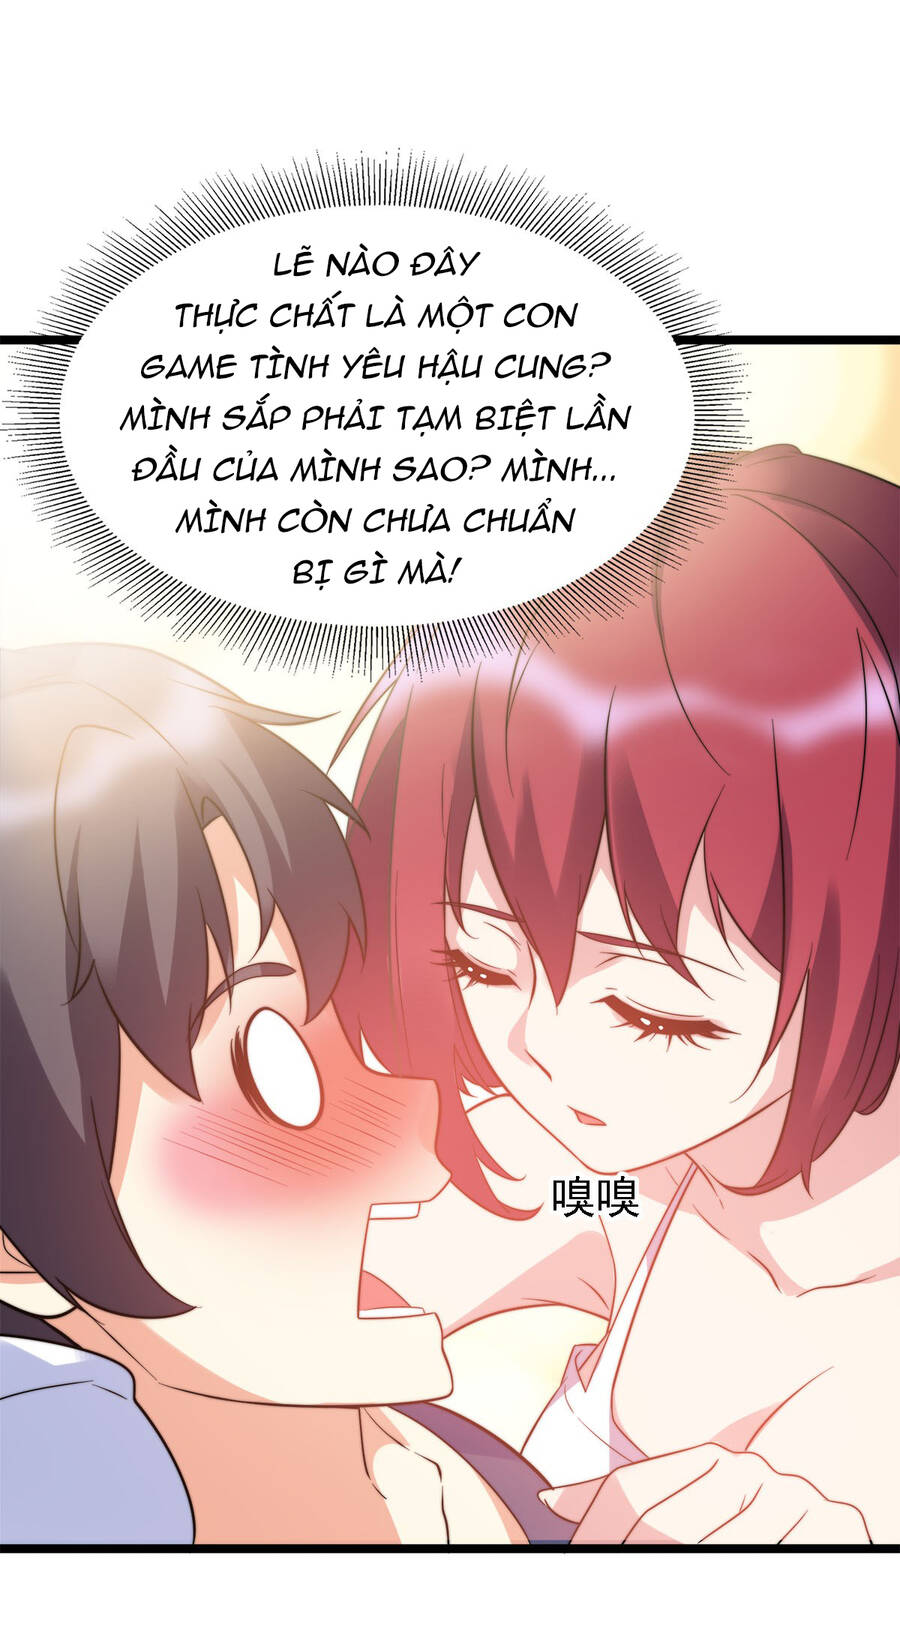 LẼ NÀO ĐÂY
THỰC CHẤT LÀ MỘT CON
GAME TÌNH YÊU HẬU CUNG?
MÌNH SẮP PHẢI TẠM BIỆT LẦN
ĐẦU CỦA MÌNH SAO? MÌNH...
MÌNH CÒN CHƯA CHUẨN
BỊ GÌ MÀ!
嗅嗅